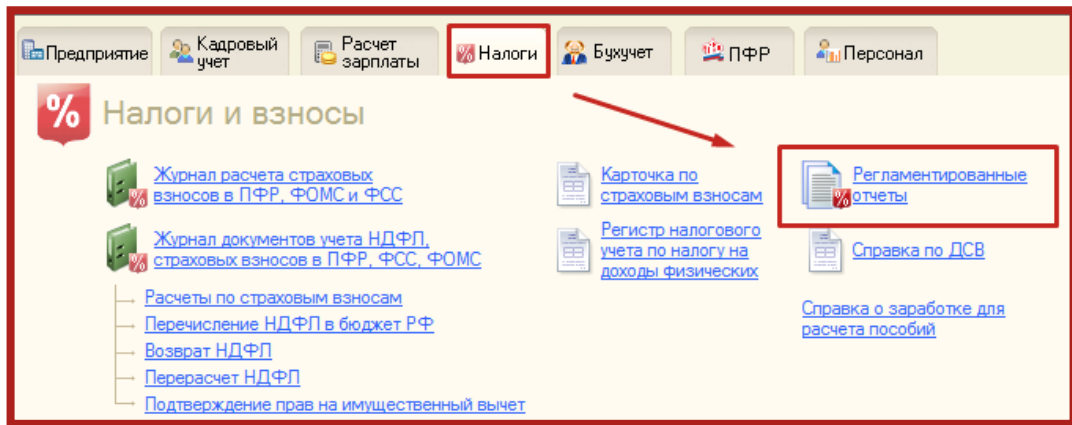 Предприятие
Кадровый
учет
Расчет
зарплаты
% Налоги
Бухучет
ПФР
Персонал
% Налоги и взносы
Журнал расчета страховых
взносов в ПФР, ФОМС и ФСС
Журнал документов учета НДФЛ,
страховых взносов в ПФР, ФСС, ФОМС
Расчеты по страховым взносам
Перечисление НДФЛ в бюджет РФ
Возврат НДФЛ
Перерасчет НДФЛ
Подтверждение прав на имущественный вычет
Карточка по
страховым взносам
Регистр налогового
учета по налогу на
доходы физических
Регламентированные
отчеты
Справка по ДСВ
Справка о заработке для
расчета пособий